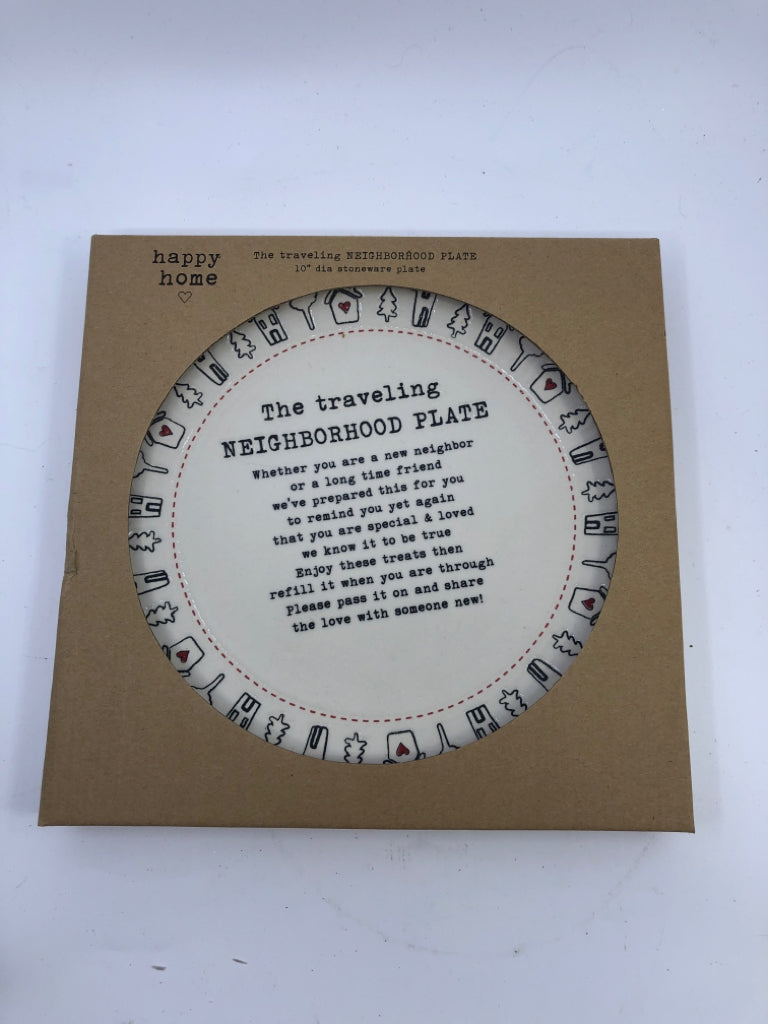 happy
home
The traveling NEIGHBORHOOD PLATE
10" dia stoneware plate
The traveling
NEIGHBORHOOD PLATE
Whether you are a new neighbor
or a long time friend
we've prepared this for you
to remind you yet again
that you are special & loved
we know it to be true
Enjoy these treats then
refill it when you are through
Please pass it on and share
the love with someone new!